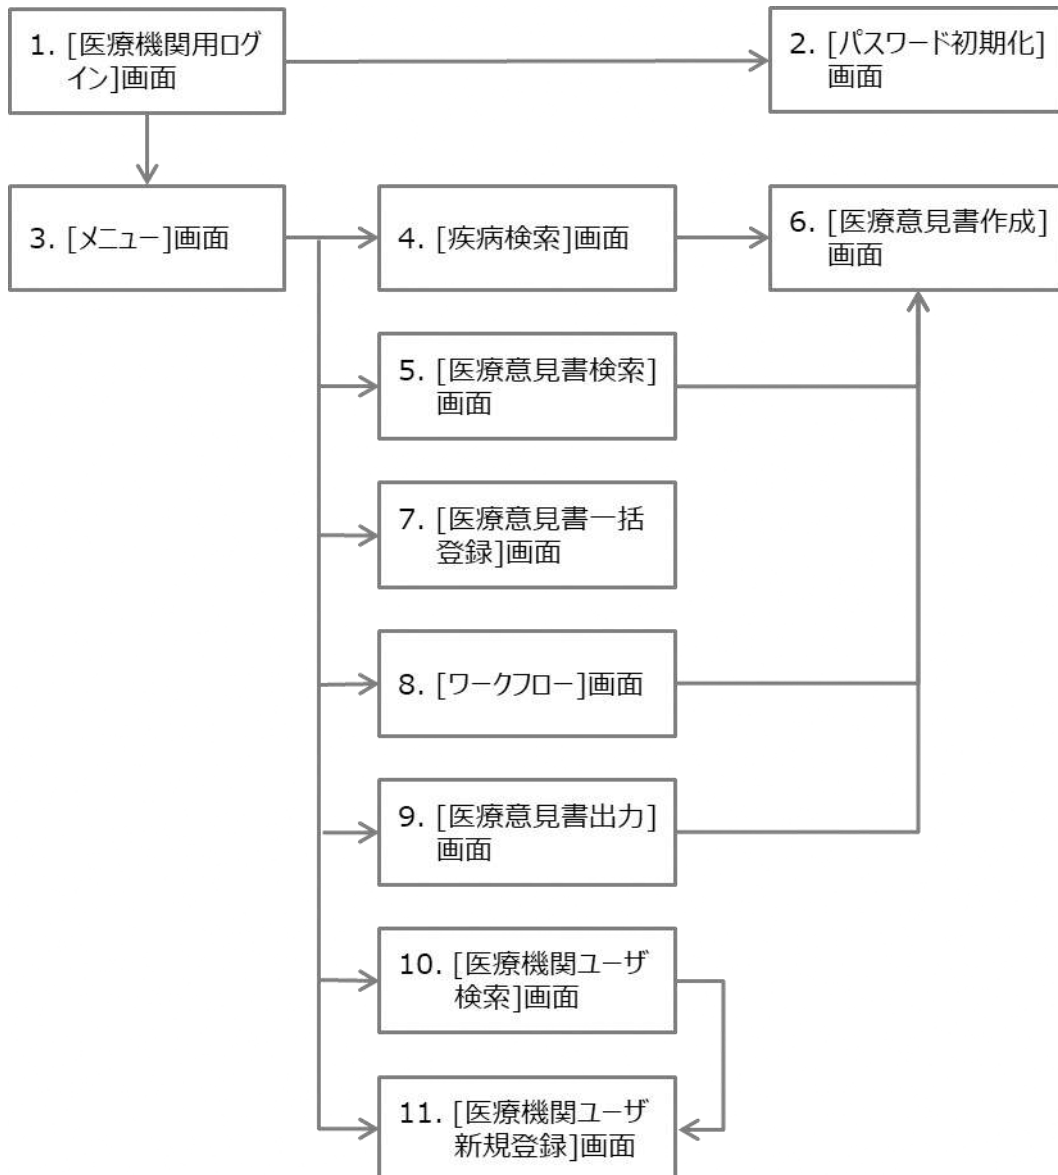 1. [医療機関用ログ
イン]画面
2. [パスワード初期化]
画面
3. [メニュー]画面
4. [疾病検索]画面
6. [医療意見書作成]
画面
5. [医療意見書検索]
画面
7. [医療意見書一括
登録]画面
8. [ワークフロー]画面
9. [医療意見書出力]
画面
10. [医療機関ユーザ
検索]画面
11. [医療機関ユーザ
新規登録]画面